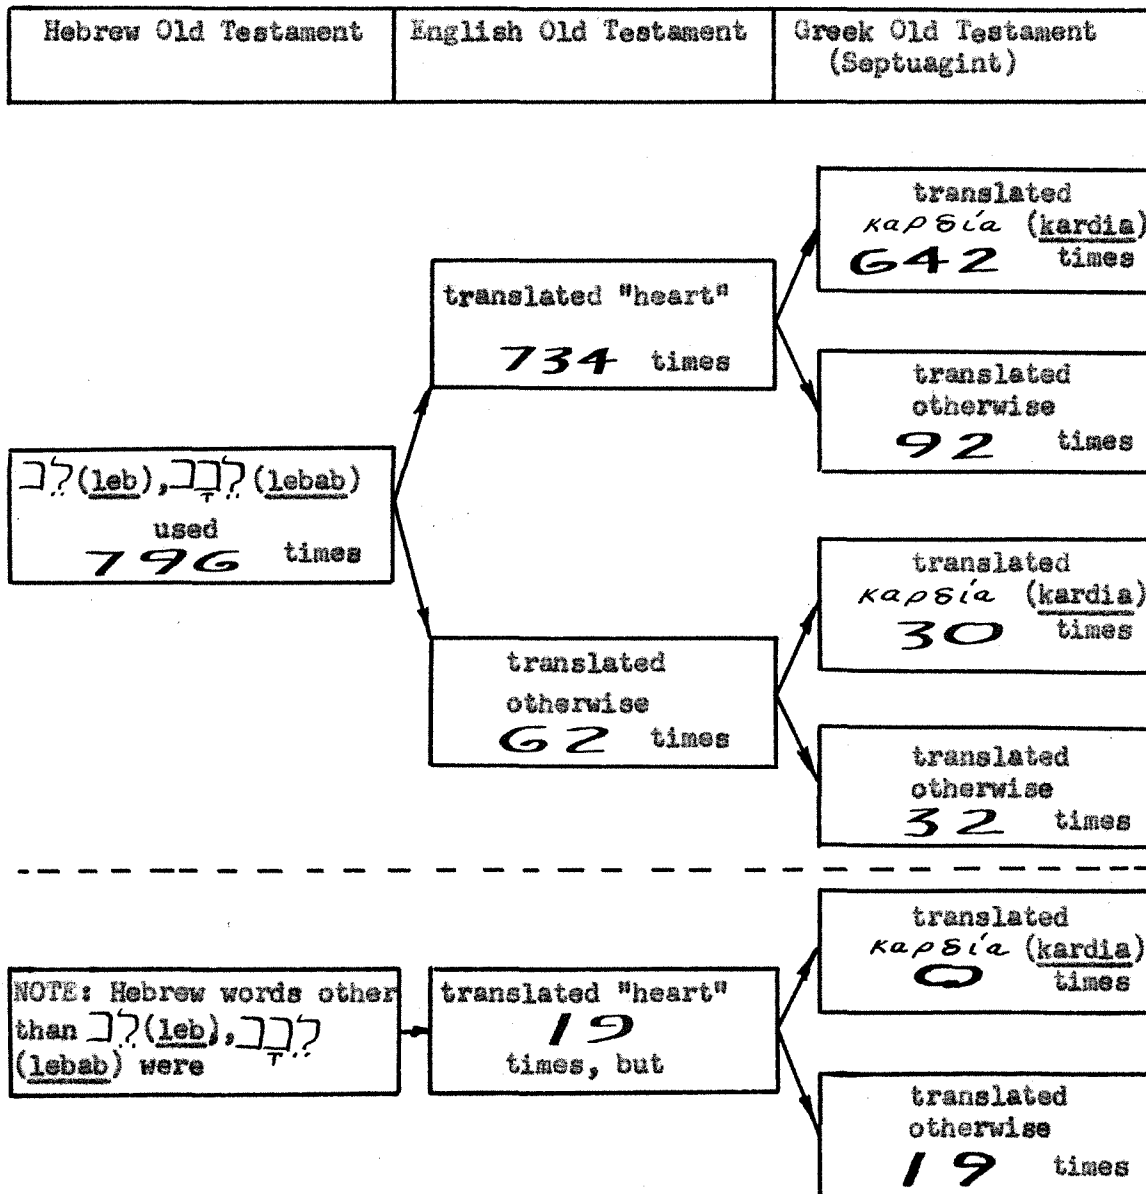 Hebrew Old Testament
English Old Testament
Greek Old Testament
(Septuagint)
translated
καρδία (kardia)
642 times
translated "heart"
734 times
translated
otherwise
92 times
לֵב (leb), לֵבָב (lebab)
used
796 times
translated
καρδία (kardia)
30 times
translated
otherwise
62 times
translated
otherwise
32 times
translated
καρδία (kardia)
0 times
NOTE: Hebrew words other
than לֵב (leb), לֵבָב
(lebab) were
translated "heart"
19
times, but
translated
otherwise
19 times